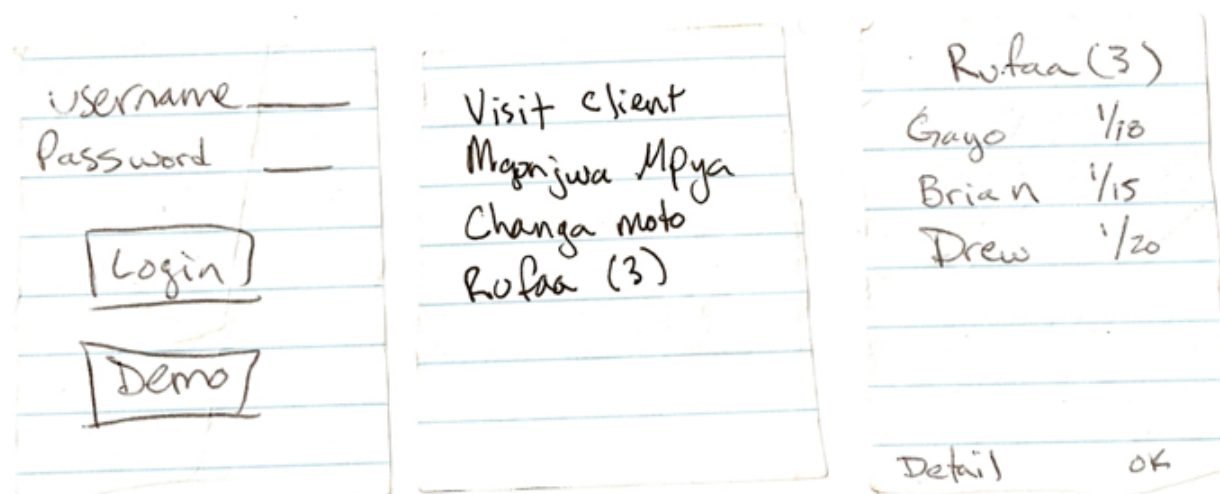 username
Password
Login
Demo
Visit Client
Mgonjwa Mpya
Changa moto
Rufaa (3)
Rufaa (3)
Gayo 1/18
Brian 1/15
Drew 1/20
Detail OK